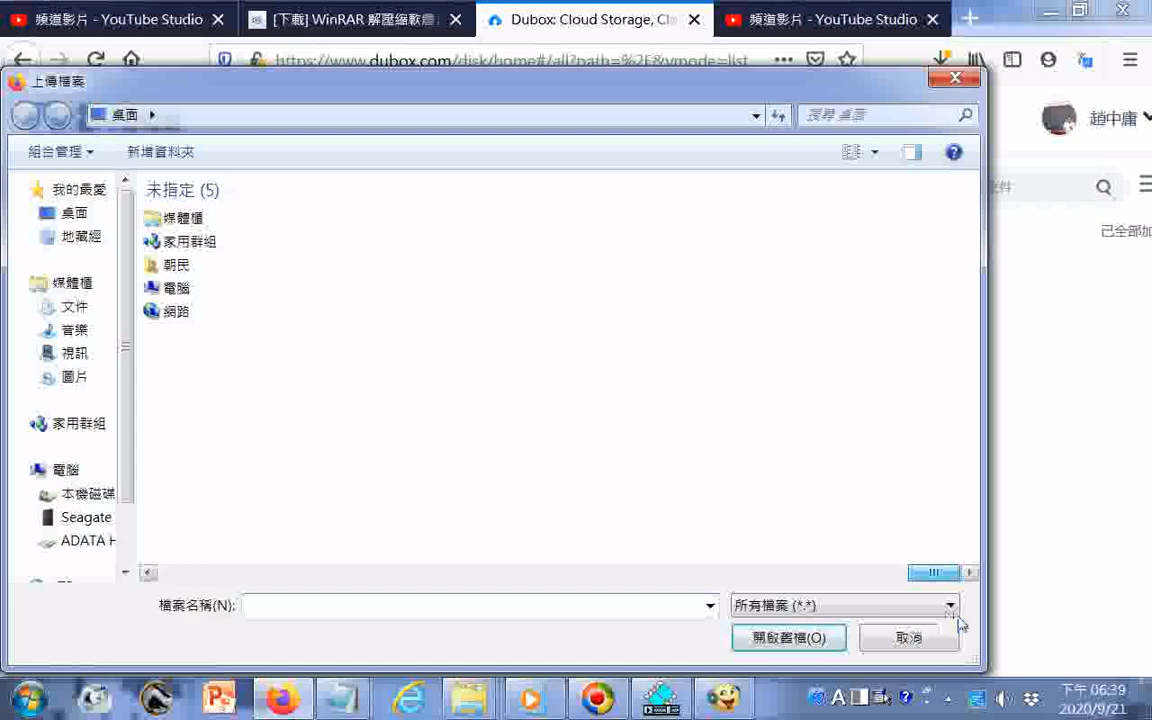 頻道影片 - YouTube Studio
[下載] WinRAR 解壓縮軟體
Dubox: Cloud Storage, Cl
頻道影片 - YouTube Studio
https://www.dubox.com/disk/home#/all?path=%2F&vmode=list
上傳檔案
桌面
搜尋 桌面
趙中庸
組合管理
新增資料夾
我的最愛
桌面
地藏經
媒體櫃
文件
音樂
視訊
圖片
家用群組
電腦
本機磁碟
Seagate
ADATA H
未指定 (5)
媒體櫃
家用群組
朝民
電腦
網路
已全部加
檔案名稱(N):
所有檔案 (*.*)
開啟舊檔(O)
取消
A
下午 06:39
2020/9/21